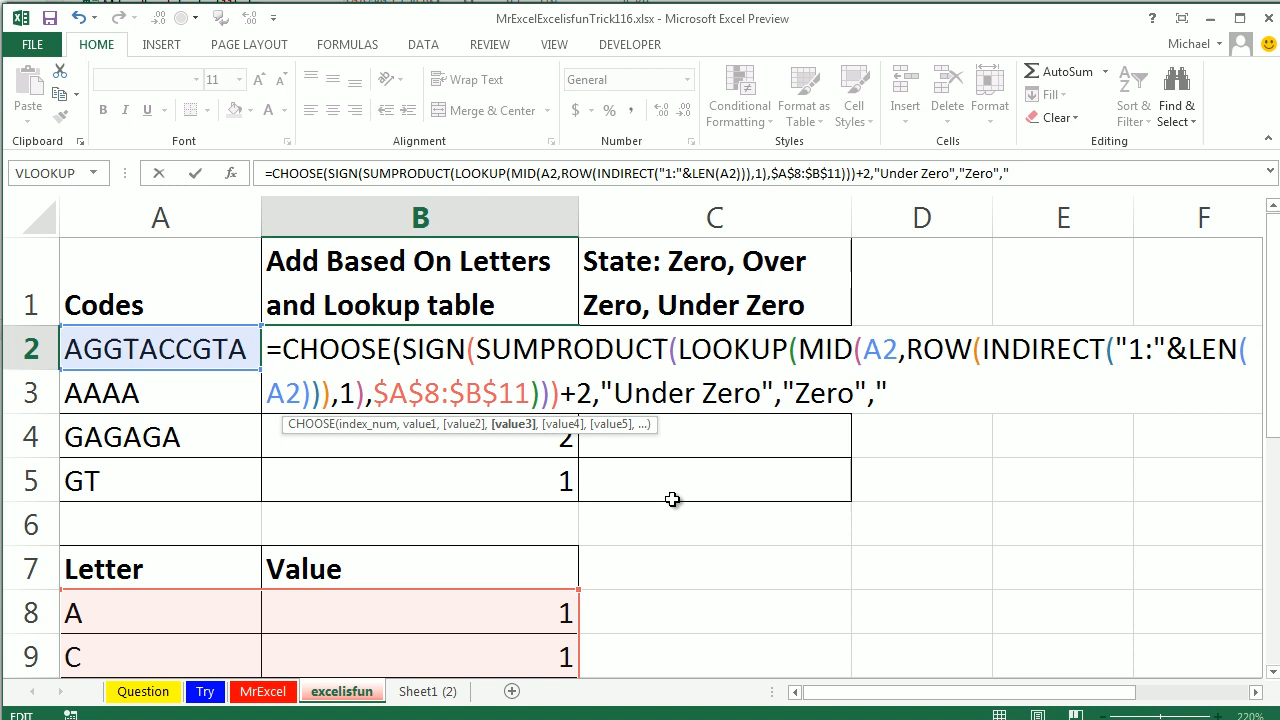 MrExcelExcelisfunTrick116.xlsx - Microsoft Excel Preview
FILE HOME INSERT PAGE LAYOUT FORMULAS DATA REVIEW VIEW DEVELOPER Michael
Paste 11 Wrap Text General Conditional Format as Cell Insert Delete Format AutoSum Sort & Find &
B I U Merge & Center $ % , Formatting Table Styles Fill Filter Select
Clear
Clipboard Font Alignment Number Styles Cells Editing
VLOOKUP fx =CHOOSE(SIGN(SUMPRODUCT(LOOKUP(MID(A2,ROW(INDIRECT("1:"&LEN(A2))),1),$A$8:$B$11)))+2,"Under Zero","Zero","
A B C D E F
Add Based On Letters State: Zero, Over
1 Codes and Lookup table Zero, Under Zero
2 AGGTACCGTA =CHOOSE(SIGN(SUMPRODUCT(LOOKUP(MID(A2,ROW(INDIRECT("1:"&LEN(
3 AAAA A2))),1),$A$8:$B$11)))+2,"Under Zero","Zero","
CHOOSE(index_num, value1, [value2], [value3], [value4], [value5], ...)
4 GAGAGA 2
5 GT 1
6
7 Letter Value
8 A 1
9 C 1
Question Try MrExcel excelisfun Sheet1 (2)
EDIT 220%